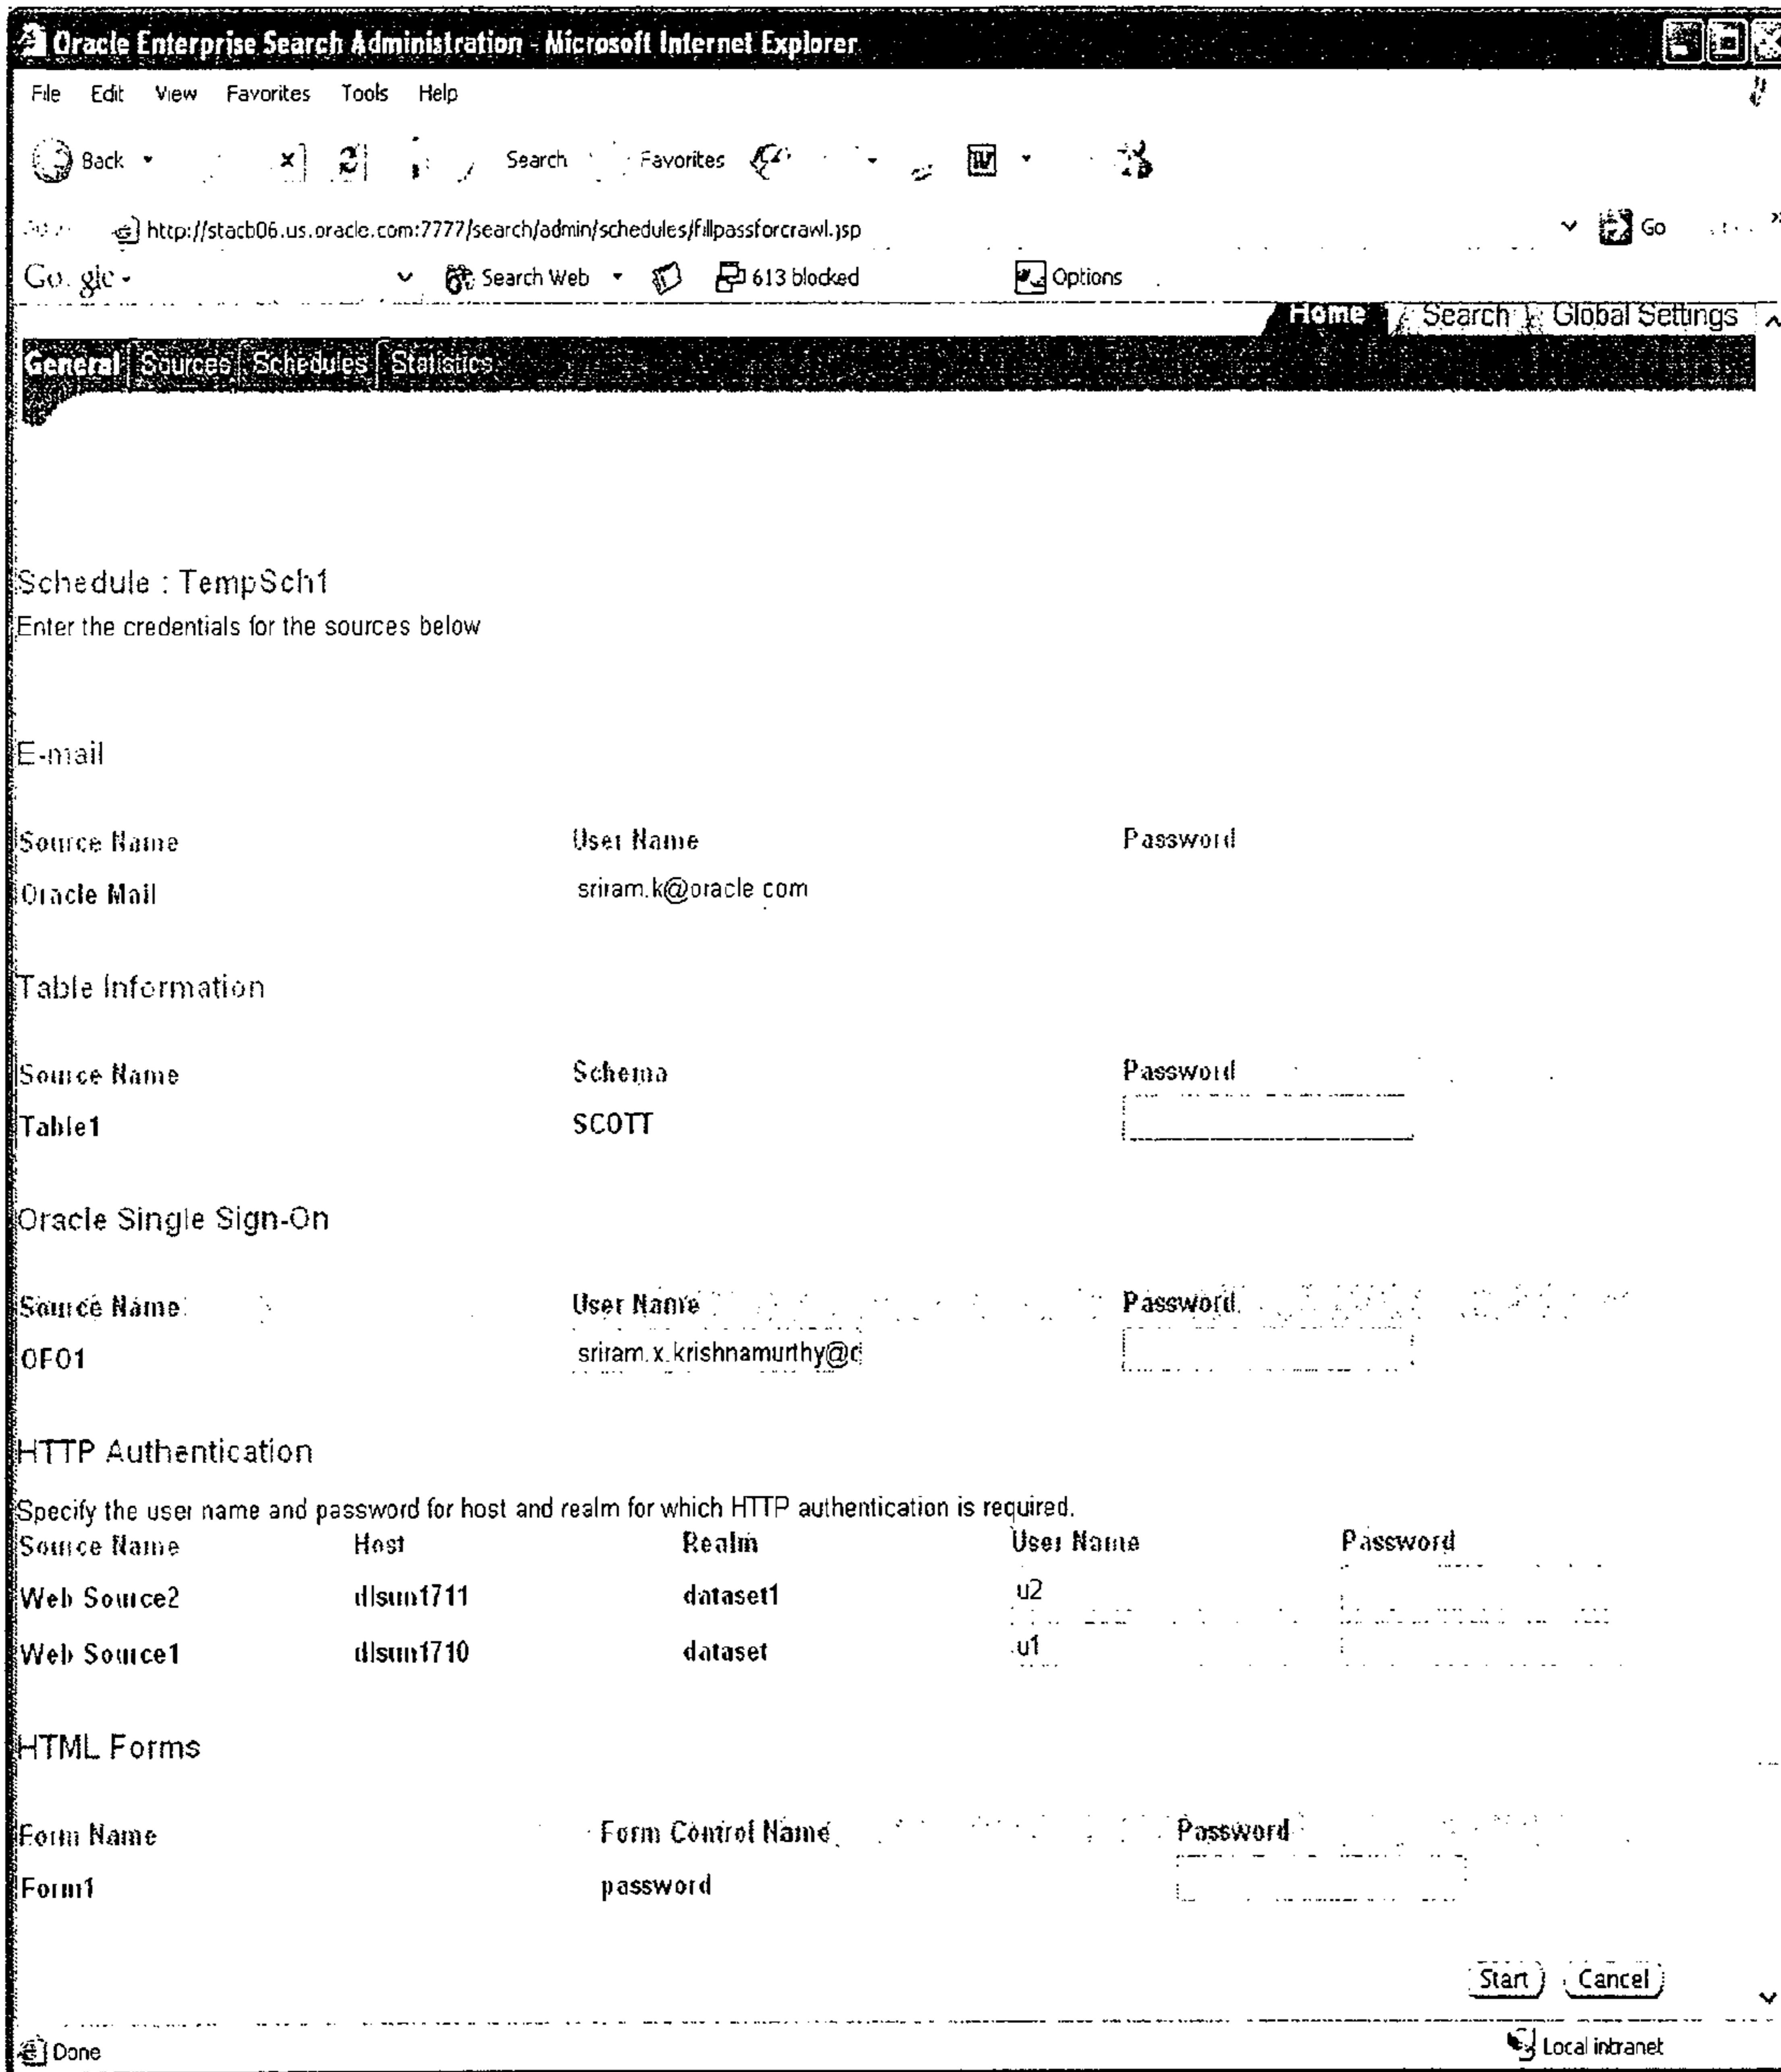 Oracle Enterprise Search Administration - Microsoft Internet Explorer
File Edit View Favorites Tools Help
Back Search Favorites
http://stacb06.us.oracle.com:7777/search/admin/schedules/fillpassforcrawl.jsp Go
Google Search Web 613 blocked Options
Home Search Global Settings
General Sources Schedules Statistics
Schedule : TempSch1
Enter the credentials for the sources below
E-mail
Source Name User Name Password
Oracle Mail sriram.k@oracle.com
Table Information
Source Name Schema Password
Table1 SCOTT
Oracle Single Sign-On
Source Name User Name Password
OFO1 sriram.x.krishnamurthy@
HTTP Authentication
Specify the user name and password for host and realm for which HTTP authentication is required.
Source Name Host Realm User Name Password
Web Source2 dlsun1711 dataset1 u2
Web Source1 dlsun1710 dataset u1
HTML Forms
Form Name Form Control Name Password
Form1 password
Start Cancel
Done Local intranet